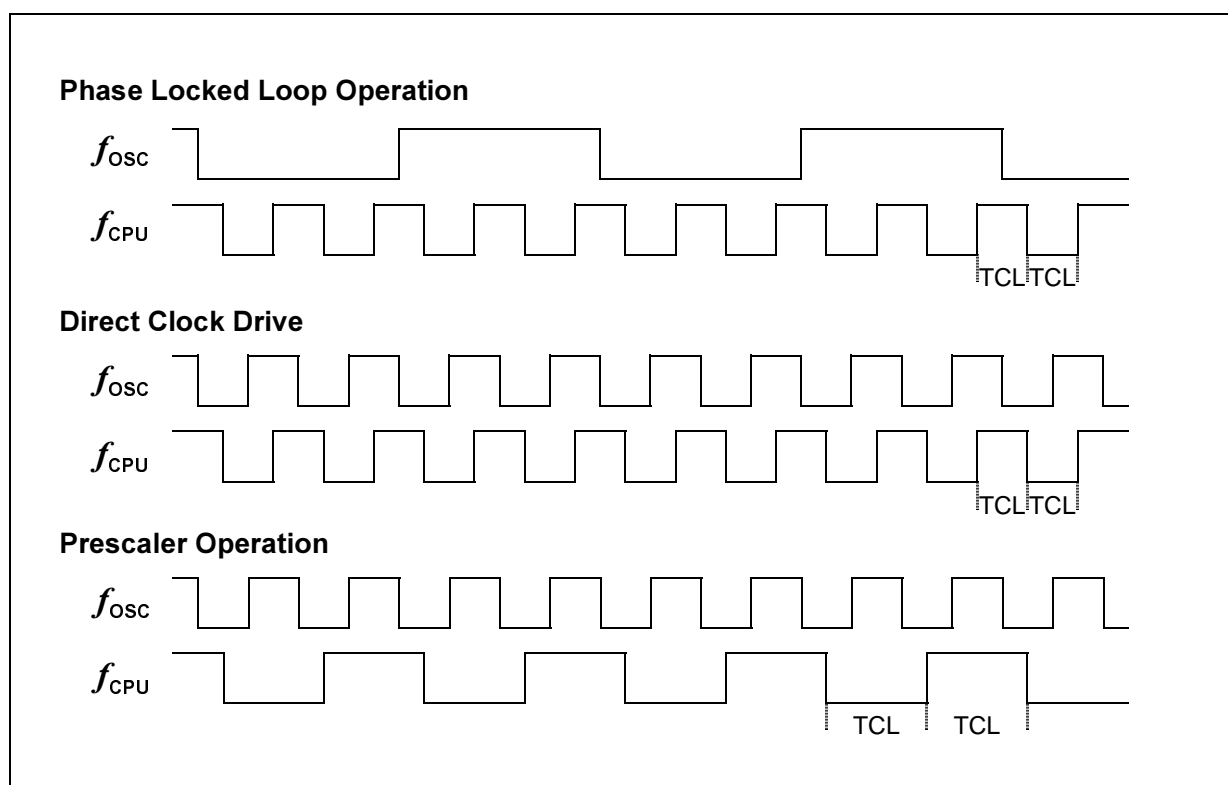 Phase Locked Loop Operation
fOSC
fCPU
TCL TCL
Direct Clock Drive
fOSC
fCPU
TCL TCL
Prescaler Operation
fOSC
fCPU
TCL TCL